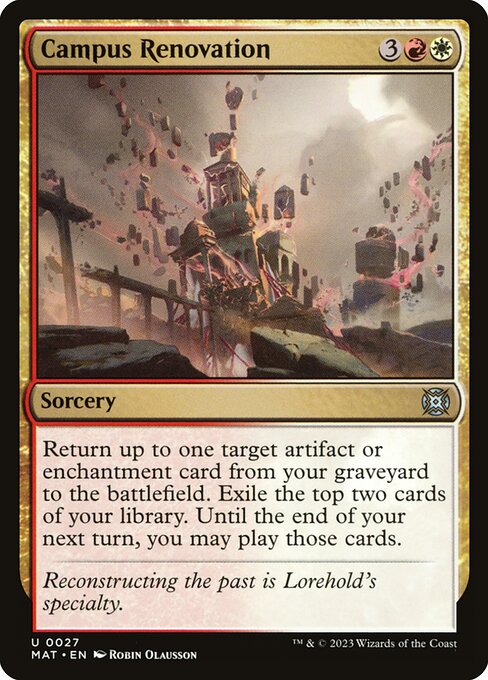 Campus Renovation 3
Sorcery
Return up to one target artifact or
enchantment card from your graveyard
to the battlefield. Exile the top two cards
of your library. Until the end of your
next turn, you may play those cards.
Reconstructing the past is Lorehold's
specialty.
U 0027
MAT • EN Robin Olausson
™ & © 2023 Wizards of the Coast